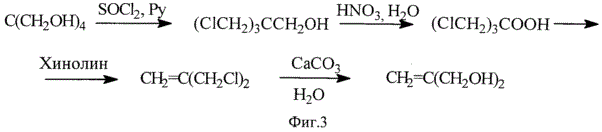 C(CH₂OH)₄ SOCl₂, Py (ClCH₂)₃CCH₂OH HNO₃, H₂O (ClCH₂)₃COOH
Хинолин CH₂=C(CH₂Cl)₂ CaCO₃ H₂O CH₂=C(CH₂OH)₂
Фиг.3